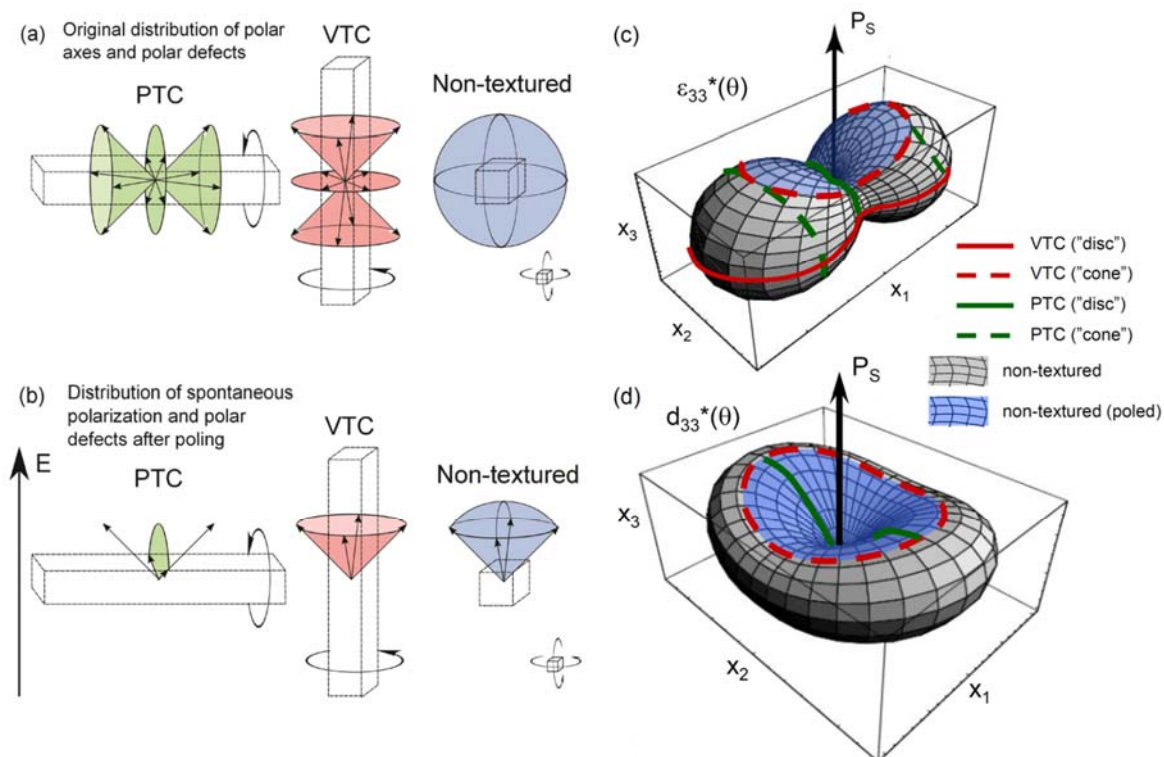 (a) Original distribution of polar
axes and polar defects
PTC
VTC
Non-textured
(b) Distribution of spontaneous
polarization and polar
defects after poling
E
PTC
VTC
Non-textured
(c)
P_S
ε₃₃*(θ)
x₃
x₂
x₁
VTC ("disc")
VTC ("cone")
PTC ("disc")
PTC ("cone")
non-textured
non-textured (poled)
(d)
P_S
d₃₃*(θ)
x₃
x₂
x₁